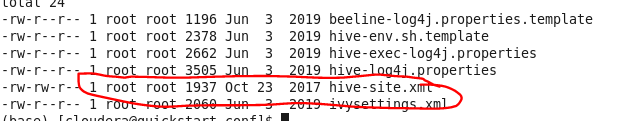 total 24
-rw-r--r-- 1 root root 1196 Jun  3  2019 beeline-log4j.properties.template
-rw-r--r-- 1 root root 2378 Jun  3  2019 hive-env.sh.template
-rw-r--r-- 1 root root 2662 Jun  3  2019 hive-exec-log4j.properties
-rw-r--r-- 1 root root 3505 Jun  3  2019 hive-log4j.properties
-rw-rw-r-- 1 root root 1937 Oct 23  2017 hive-site.xml
-rw-r--r-- 1 root root 2060 Jun  3  2019 ivysettings.xml
(base) [cloudera@quickstart conf]$